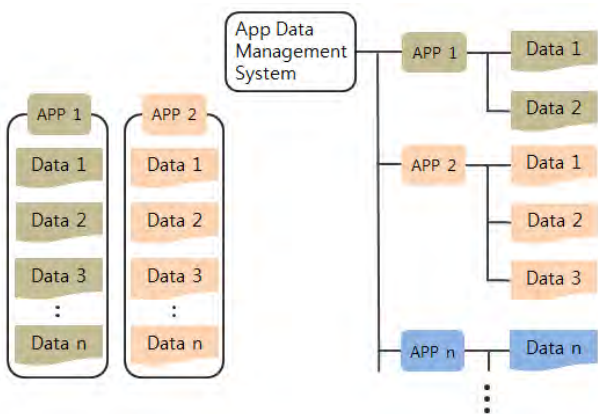 App Data
Management
System
APP 1
Data 1
Data 2
APP 2
Data 1
Data 2
Data 3
APP n
Data n
APP 1
Data 1
Data 2
Data 3
Data n
APP 2
Data 1
Data 2
Data 3
Data n